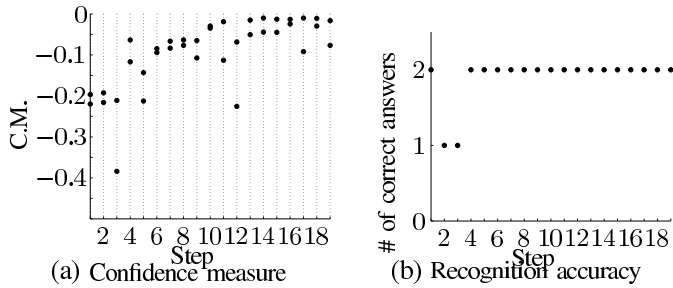 0
−0.1
−0.2
−0.3
−0.4
C.M.
2 4 6 8 10 12 14 16 18
Step
(a) Confidence measure
2
1
0
# of correct answers
2 4 6 8 10 12 14 16 18
Step
(b) Recognition accuracy